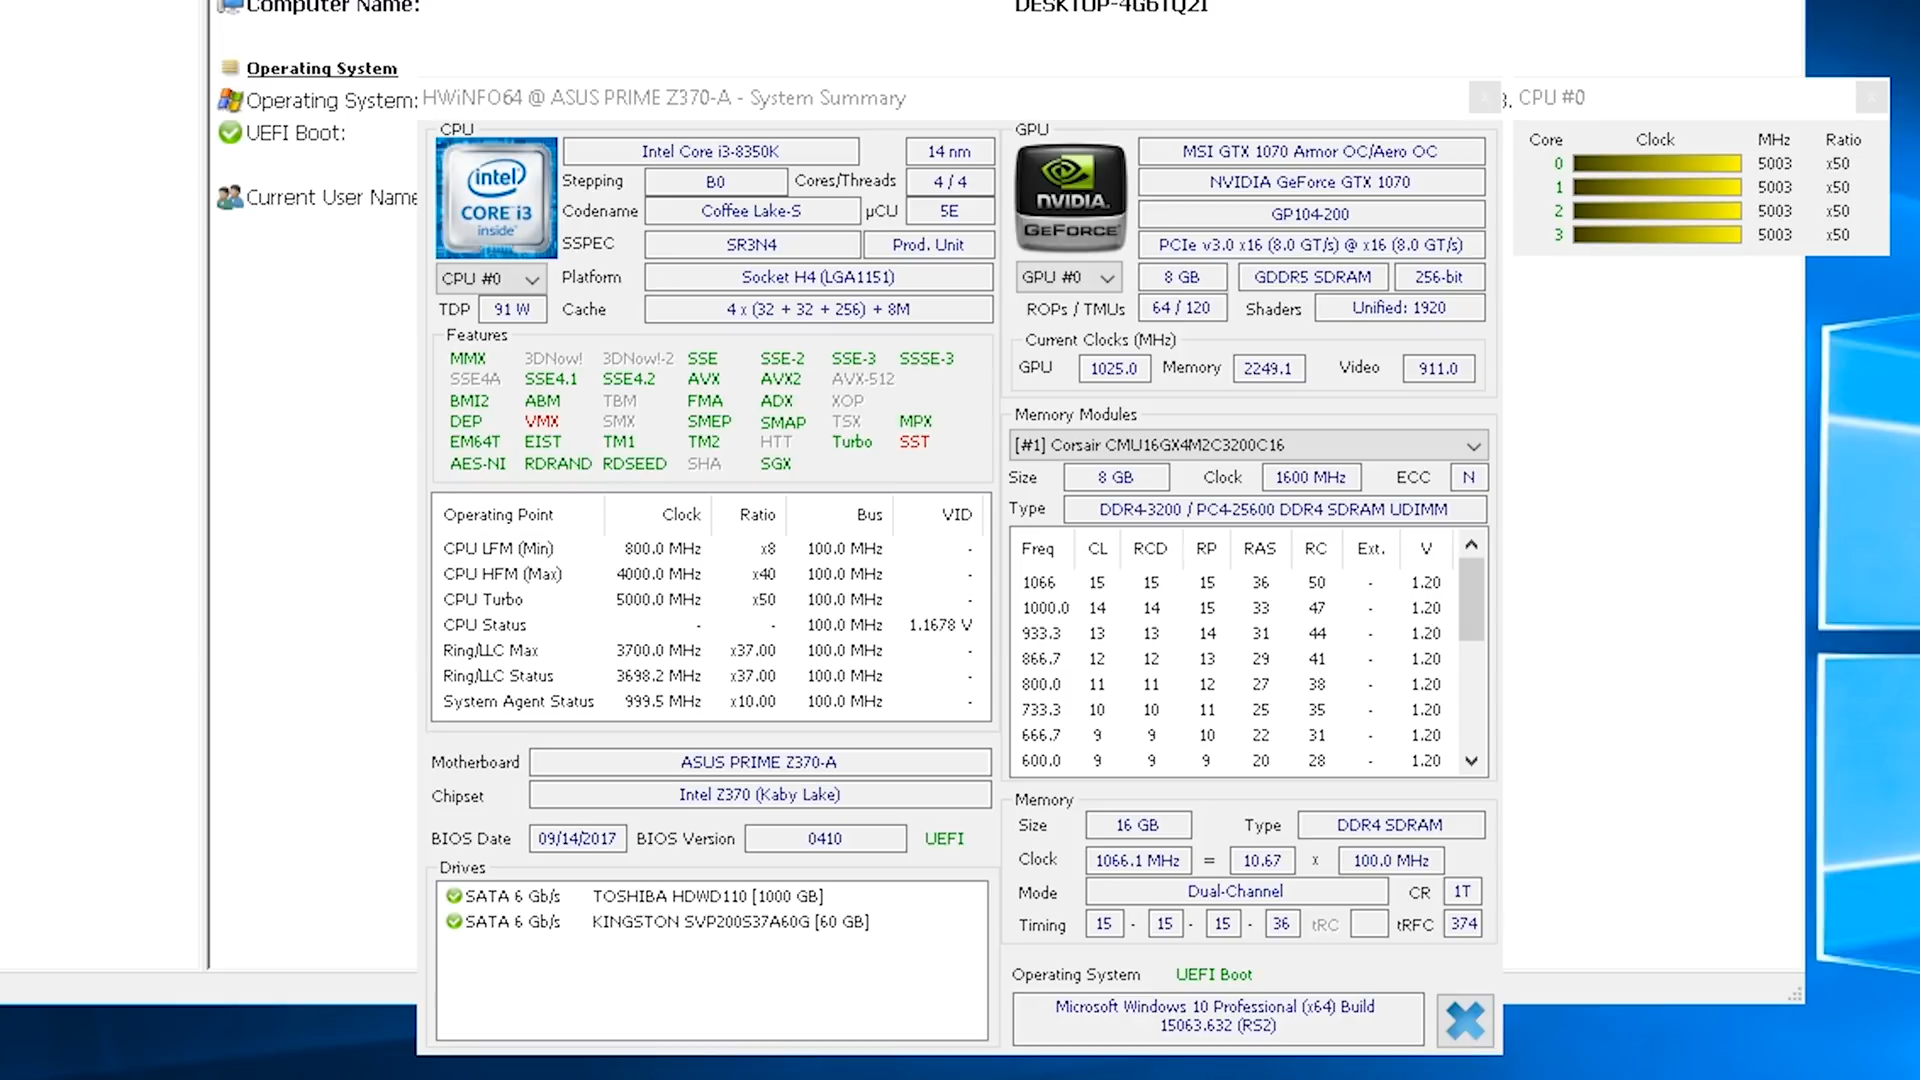 Computer Name:
DESKTOP-4G6TQ2I
Operating System
Operating System:
UEFI Boot:
Current User Name
HWiNFO64 @ ASUS PRIME Z370-A - System Summary
CPU
intel
CORE i3
inside
Intel Core i3-8350K 14 nm
Stepping B0 Cores/Threads 4 / 4
Codename Coffee Lake-S µCU 5E
SSPEC SR3N4 Prod. Unit
CPU #0 Platform Socket H4 (LGA1151)
TDP 91 W Cache 4 x (32 + 32 + 256) + 8M
Features
MMX 3DNow! 3DNow!-2 SSE SSE-2 SSE-3 SSSE-3
SSE4A SSE4.1 SSE4.2 AVX AVX2 AVX-512
BMI2 ABM TBM FMA ADX XOP
DEP VMX SMX SMEP SMAP TSX MPX
EM64T EIST TM1 TM2 HTT Turbo SST
AES-NI RDRAND RDSEED SHA SGX
Operating Point Clock Ratio Bus VID
CPU LFM (Min) 800.0 MHz x8 100.0 MHz -
CPU HFM (Max) 4000.0 MHz x40 100.0 MHz -
CPU Turbo 5000.0 MHz x50 100.0 MHz -
CPU Status - - 100.0 MHz 1.1678 V
Ring/LLC Max 3700.0 MHz x37.00 100.0 MHz -
Ring/LLC Status 3698.2 MHz x37.00 100.0 MHz -
System Agent Status 999.5 MHz x10.00 100.0 MHz -
Motherboard ASUS PRIME Z370-A
Chipset Intel Z370 (Kaby Lake)
BIOS Date 09/14/2017 BIOS Version 0410 UEFI
Drives
SATA 6 Gb/s TOSHIBA HDWD110 [1000 GB]
SATA 6 Gb/s KINGSTON SVP200S37A60G [60 GB]
GPU
NVIDIA.
GEFORCE
MSI GTX 1070 Armor OC/Aero OC
NVIDIA GeForce GTX 1070
GP104-200
PCIe v3.0 x16 (8.0 GT/s) @ x16 (8.0 GT/s)
GPU #0 8 GB GDDR5 SDRAM 256-bit
ROPs / TMUs 64 / 120 Shaders Unified: 1920
Current Clocks (MHz)
GPU 1025.0 Memory 2249.1 Video 911.0
Memory Modules
[#1] Corsair CMU16GX4M2C3200C16
Size 8 GB Clock 1600 MHz ECC N
Type DDR4-3200 / PC4-25600 DDR4 SDRAM UDIMM
Freq CL RCD RP RAS RC Ext. V
1066 15 15 15 36 50 - 1.20
1000.0 14 14 15 33 47 - 1.20
933.3 13 13 14 31 44 - 1.20
866.7 12 12 13 29 41 - 1.20
800.0 11 11 12 27 38 - 1.20
733.3 10 10 11 25 35 - 1.20
666.7 9 9 10 22 31 - 1.20
600.0 9 9 9 20 28 - 1.20
Memory
Size 16 GB Type DDR4 SDRAM
Clock 1066.1 MHz = 10.67 x 100.0 MHz
Mode Dual-Channel CR 1T
Timing 15 - 15 - 15 - 36 tRC tRFC 374
Operating System UEFI Boot
Microsoft Windows 10 Professional (x64) Build
15063.632 (RS2)
CPU #0
Core Clock MHz Ratio
0 5003 x50
1 5003 x50
2 5003 x50
3 5003 x50